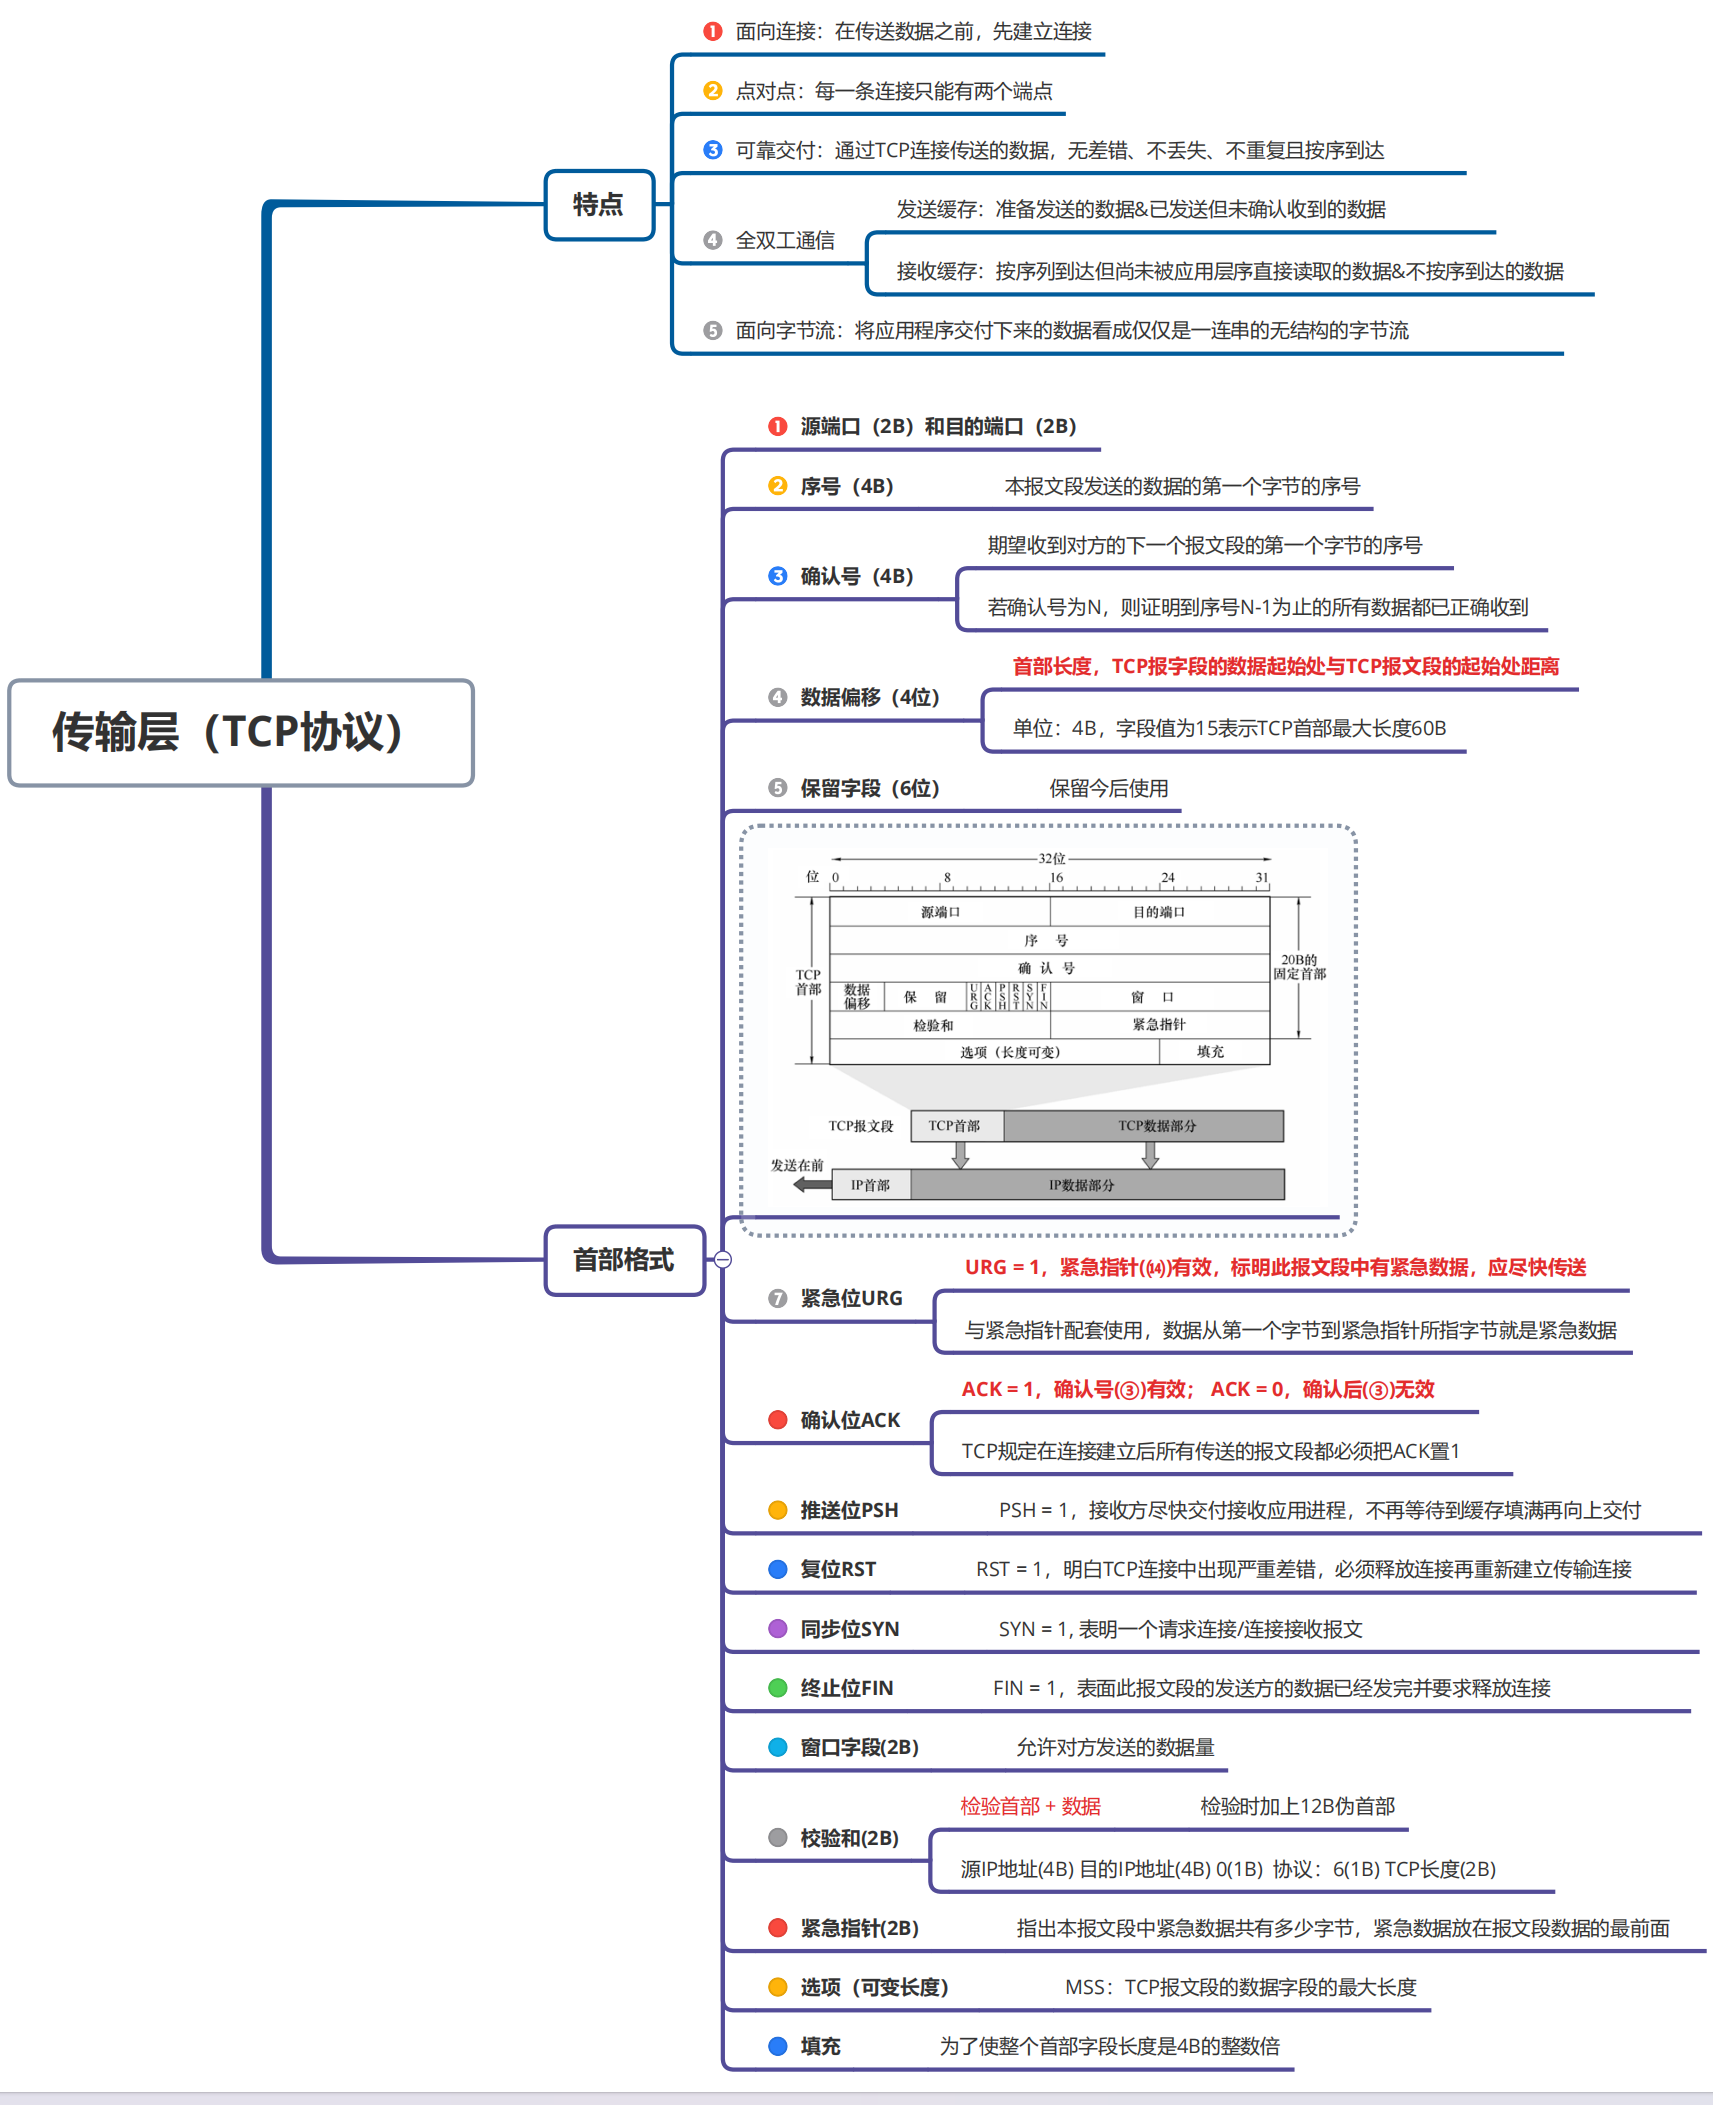 传输层（TCP协议）
特点
❶ 面向连接：在传送数据之前，先建立连接
❷ 点对点：每一条连接只能有两个端点
❸ 可靠交付：通过TCP连接传送的数据，无差错、不丢失、不重复且按序到达
❹ 全双工通信
发送缓存：准备发送的数据&已发送但未确认收到的数据
接收缓存：按序列到达但尚未被应用层序直接读取的数据&不按序到达的数据
❺ 面向字节流：将应用程序交付下来的数据看成仅仅是一连串的无结构的字节流
首部格式
❶ 源端口（2B）和目的端口（2B）
❷ 序号（4B） 本报文段发送的数据的第一个字节的序号
❸ 确认号（4B）
期望收到对方的下一个报文段的第一个字节的序号
若确认号为N，则证明到序号N-1为止的所有数据都已正确收到
❹ 数据偏移（4位）
首部长度，TCP报字段的数据起始处与TCP报文段的起始处距离
单位：4B，字段值为15表示TCP首部最大长度60B
❺ 保留字段（6位） 保留今后使用
32位
位 0 8 16 24 31
源端口 目的端口
序 号
确 认 号
TCP首部
20B的固定首部
数据偏移 保 留 URG ACK PSH RST SYN FIN 窗 口
检验和 紧急指针
选项（长度可变） 填充
TCP报文段 TCP首部 TCP数据部分
发送在前
IP首部 IP数据部分
❼ 紧急位URG
URG = 1，紧急指针(⒁)有效，标明此报文段中有紧急数据，应尽快传送
与紧急指针配套使用，数据从第一个字节到紧急指针所指字节就是紧急数据
确认位ACK
ACK = 1，确认号(③)有效； ACK = 0，确认后(③)无效
TCP规定在连接建立后所有传送的报文段都必须把ACK置1
推送位PSH PSH = 1，接收方尽快交付接收应用进程，不再等待到缓存填满再向上交付
复位RST RST = 1，明白TCP连接中出现严重差错，必须释放连接再重新建立传输连接
同步位SYN SYN = 1, 表明一个请求连接/连接接收报文
终止位FIN FIN = 1，表面此报文段的发送方的数据已经发完并要求释放连接
窗口字段(2B) 允许对方发送的数据量
校验和(2B)
检验首部 + 数据 检验时加上12B伪首部
源IP地址(4B) 目的IP地址(4B) 0(1B) 协议：6(1B) TCP长度(2B)
紧急指针(2B) 指出本报文段中紧急数据共有多少字节，紧急数据放在报文段数据的最前面
选项（可变长度） MSS：TCP报文段的数据字段的最大长度
填充 为了使整个首部字段长度是4B的整数倍